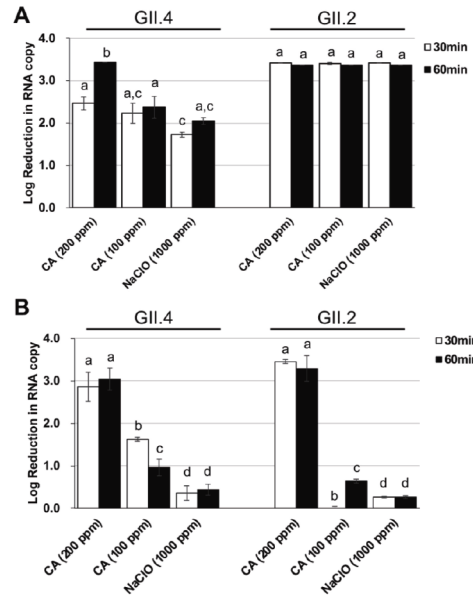 A
GII.4
GII.2
Log Reduction in RNA copy
4.0
3.0
2.0
1.0
0.0
a
b
a,c
a
c
a,c
a
a
a
a
a
a
30min
60min
CA (200 ppm)
CA (100 ppm)
NaClO (1000 ppm)
CA (200 ppm)
CA (100 ppm)
NaClO (1000 ppm)
B
GII.4
GII.2
Log Reduction in RNA copy
4.0
3.0
2.0
1.0
0.0
a
a
b
c
d
d
a
a
b
c
d
d
30min
60min
CA (200 ppm)
CA (100 ppm)
NaClO (1000 ppm)
CA (200 ppm)
CA (100 ppm)
NaClO (1000 ppm)